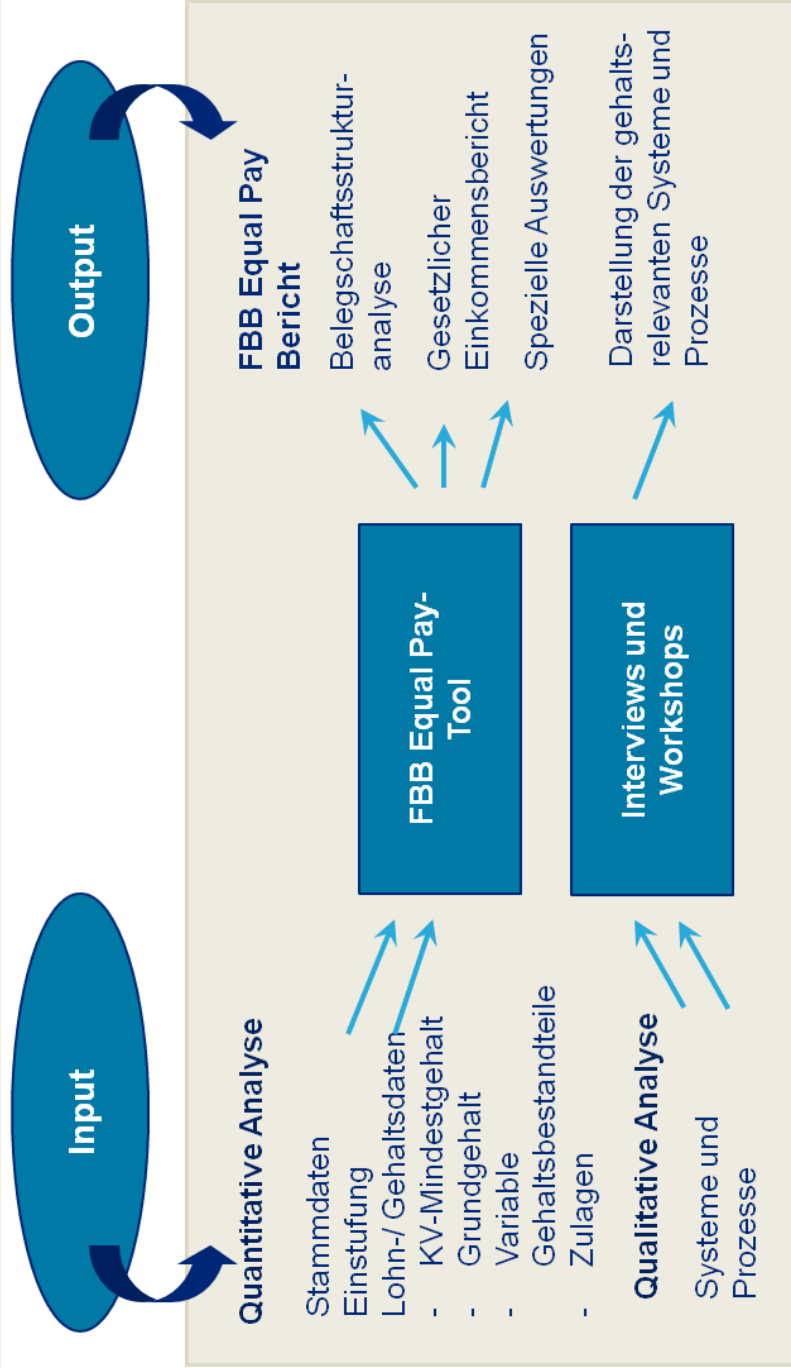 Input
Output
Quantitative Analyse
Stammdaten
Einstufung
Lohn-/ Gehaltsdaten
- KV-Mindestgehalt
- Grundgehalt
- Variable
Gehaltsbestandteile
- Zulagen
Qualitative Analyse
Systeme und
Prozesse
FBB Equal Pay-
Tool
Interviews und
Workshops
FBB Equal Pay
Bericht
Belegschaftsstruktur-
analyse
Gesetzlicher
Einkommensbericht
Spezielle Auswertungen
Darstellung der gehalts-
relevanten Systeme und
Prozesse